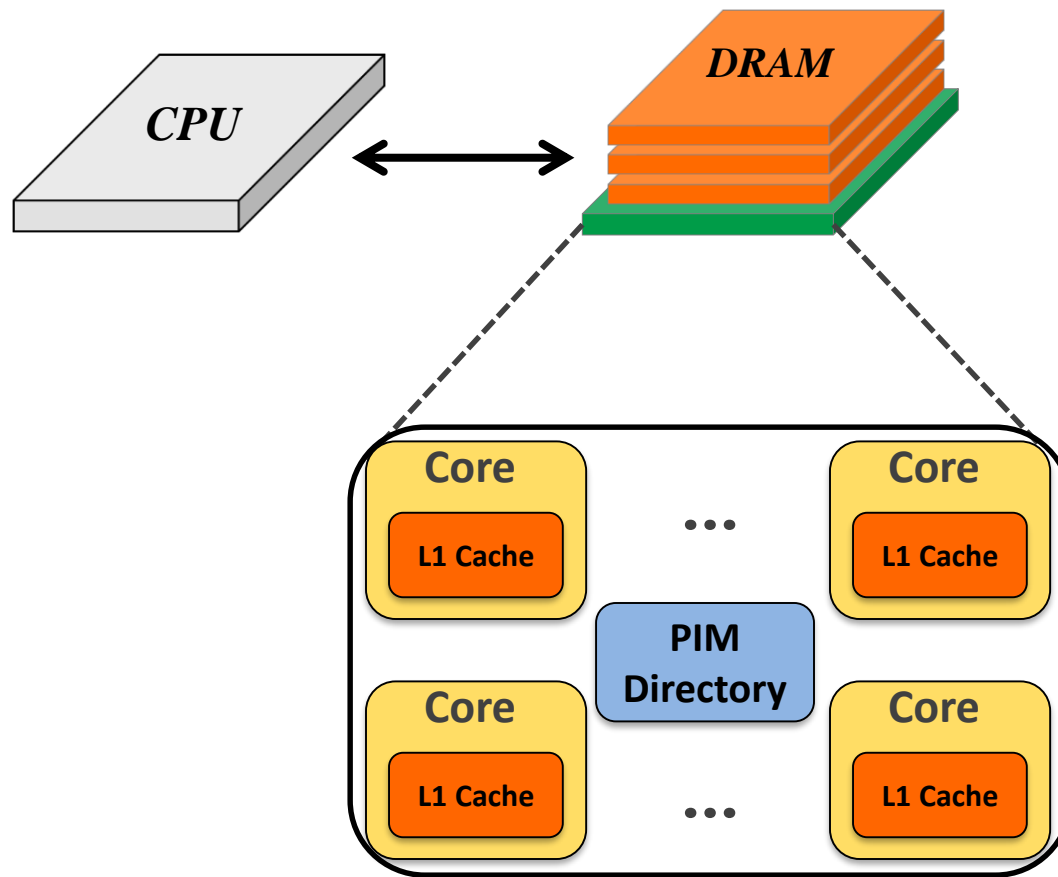 CPU
DRAM
Core
L1 Cache
...
Core
L1 Cache
PIM
Directory
Core
L1 Cache
...
Core
L1 Cache